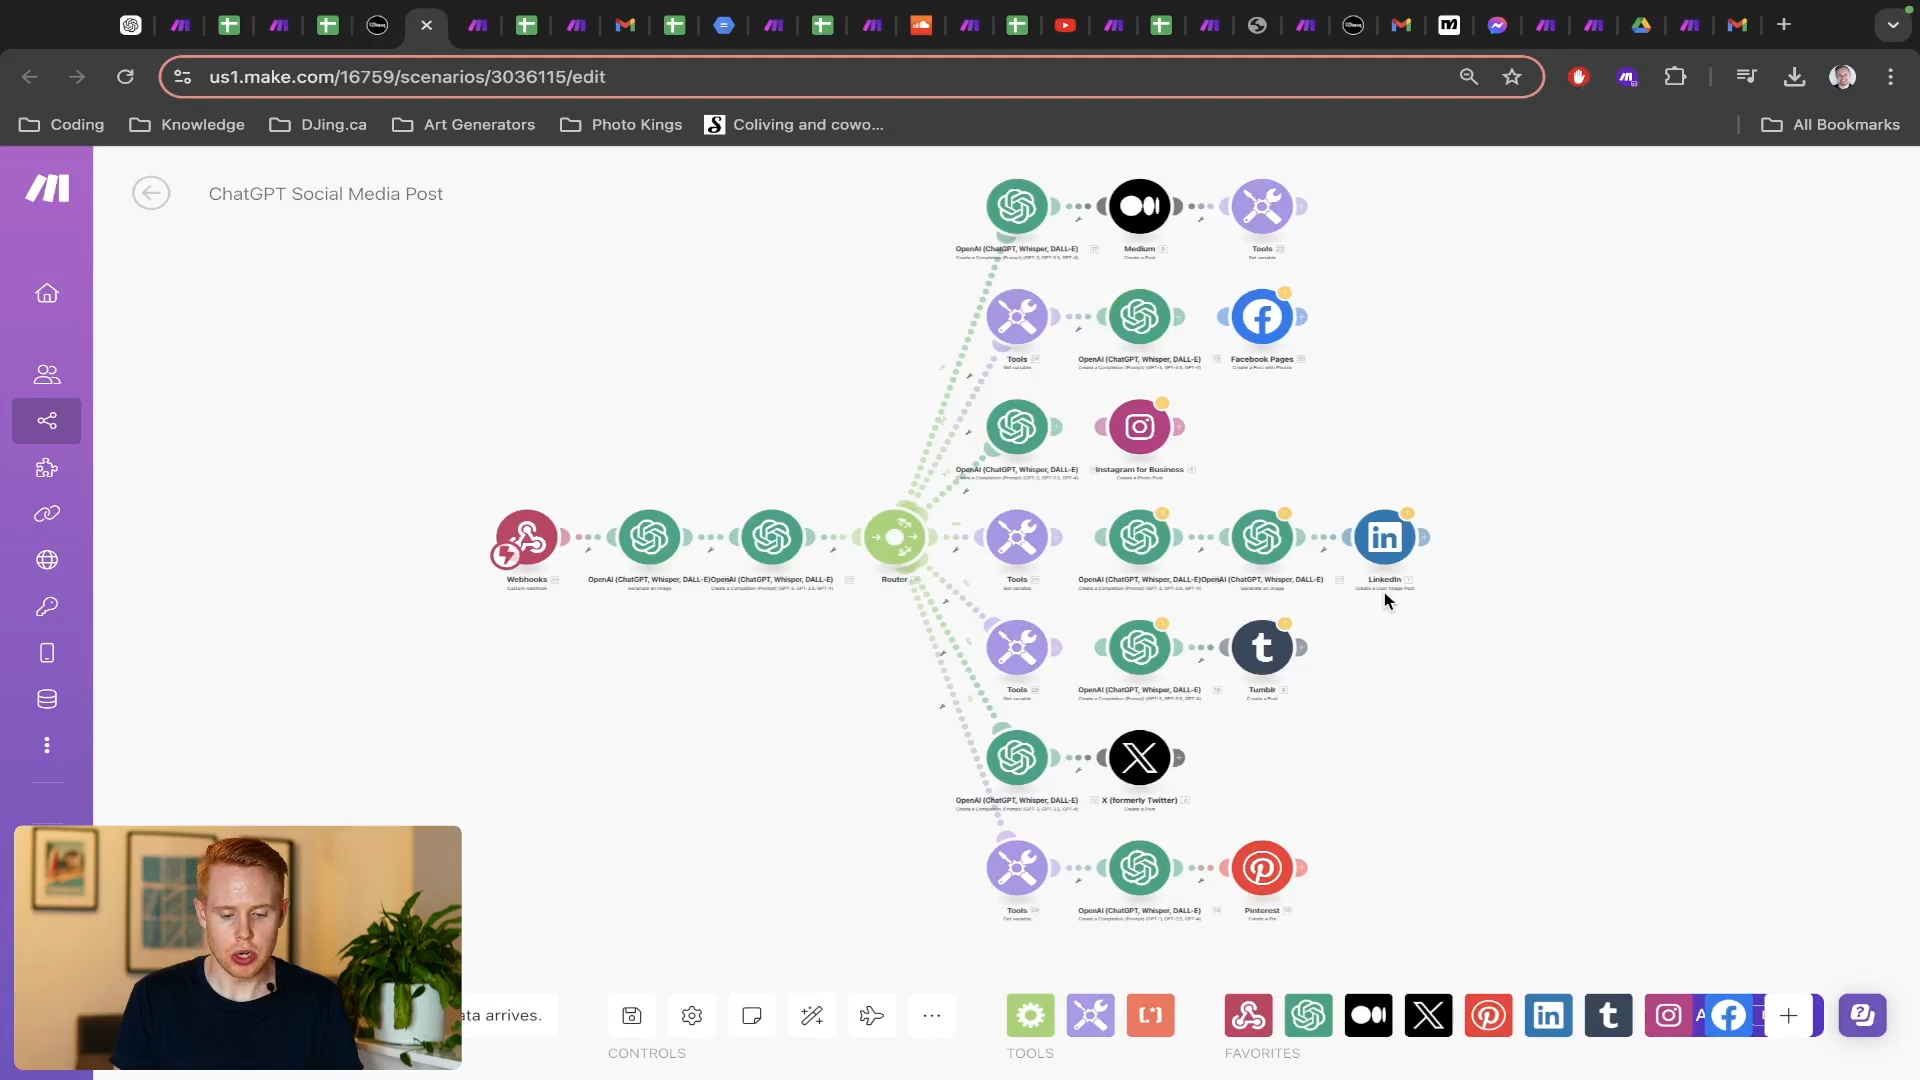 us1.make.com/16759/scenarios/3036115/edit
Coding
Knowledge
DJing.ca
Art Generators
Photo Kings
Coliving and cowo...
All Bookmarks
ChatGPT Social Media Post
OpenAI (ChatGPT, Whisper, DALL-E)
Create a Completion (Prompt) (GPT-3, GPT-3.5, GPT-4)
Medium
Create a Post
Tools
Set variable
Tools
Get variable
OpenAI (ChatGPT, Whisper, DALL-E)
Create a Completion (Prompt) (GPT-3, GPT-3.5, GPT-4)
Facebook Pages
Create a Post with Photos
OpenAI (ChatGPT, Whisper, DALL-E)
Create a Completion (Prompt) (GPT-3, GPT-3.5, GPT-4)
Instagram for Business
Create a Photo Post
Webhooks
Custom webhook
OpenAI (ChatGPT, Whisper, DALL-E)
Generate an Image
OpenAI (ChatGPT, Whisper, DALL-E)
Create a Completion (Prompt) (GPT-3, GPT-3.5, GPT-4)
Router
Tools
Get variable
OpenAI (ChatGPT, Whisper, DALL-E)
Create a Completion (Prompt) (GPT-3, GPT-3.5, GPT-4)
OpenAI (ChatGPT, Whisper, DALL-E)
Generate an Image
LinkedIn
Create a User Image Post
Tools
Get variable
OpenAI (ChatGPT, Whisper, DALL-E)
Create a Completion (Prompt) (GPT-3, GPT-3.5, GPT-4)
Tumblr
Create a Post
OpenAI (ChatGPT, Whisper, DALL-E)
Create a Completion (Prompt) (GPT-3, GPT-3.5, GPT-4)
X (formerly Twitter)
Create a Post
Tools
Get variable
OpenAI (ChatGPT, Whisper, DALL-E)
Create a Completion (Prompt) (GPT-3, GPT-3.5, GPT-4)
Pinterest
Create a Pin
ata arrives.
CONTROLS
TOOLS
FAVORITES